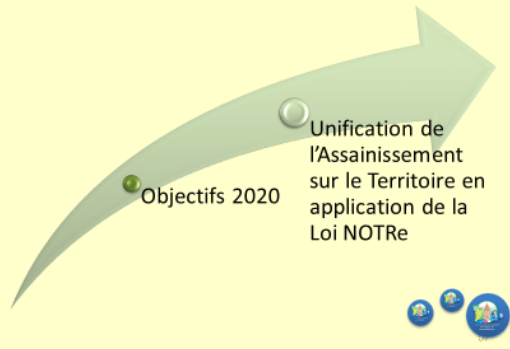 Objectifs 2020
Unification de
l'Assainissement
sur le Territoire en
application de la
Loi NOTRe